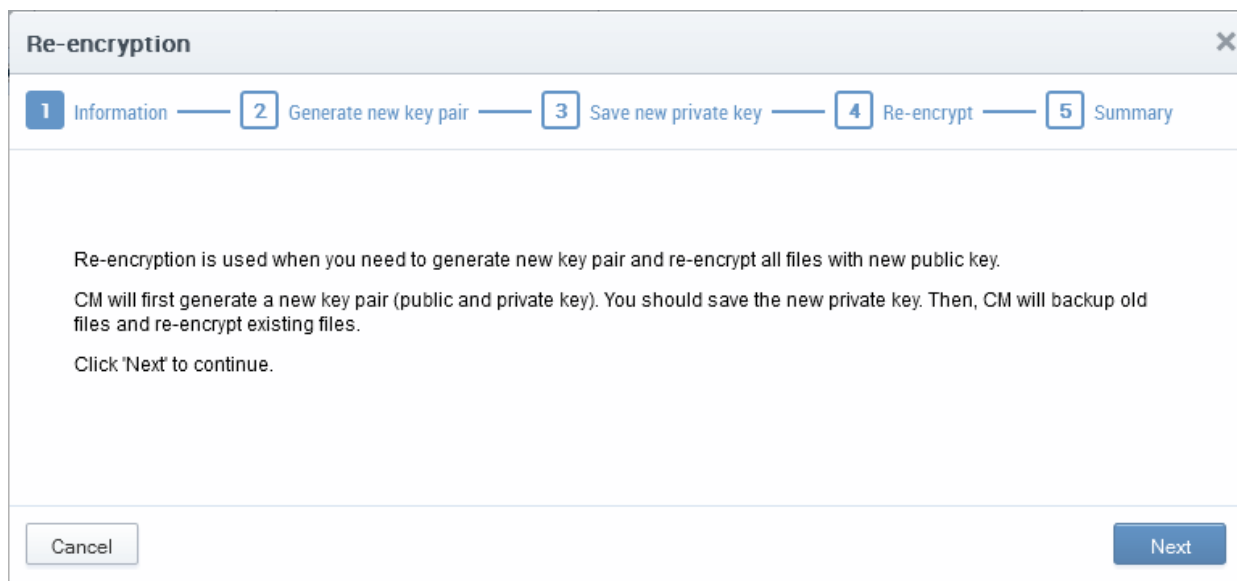 Re-encryption
1 Information 2 Generate new key pair 3 Save new private key 4 Re-encrypt 5 Summary
Re-encryption is used when you need to generate new key pair and re-encrypt all files with new public key.
CM will first generate a new key pair (public and private key). You should save the new private key. Then, CM will backup old
files and re-encrypt existing files.
Click 'Next' to continue.
Cancel Next